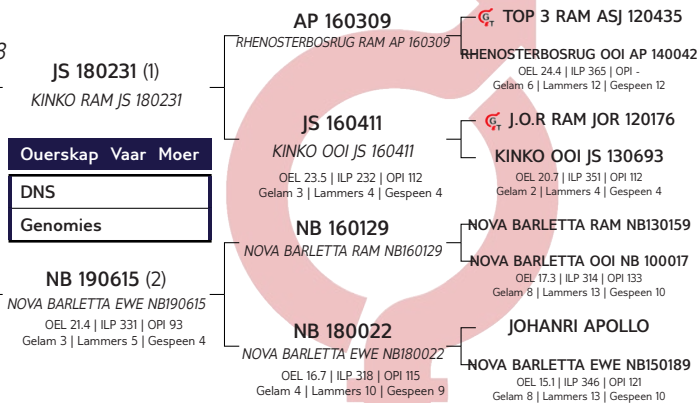 3
JS 180231 (1)
KINKO RAM JS 180231
Ouerskap Vaar Moer
DNS
Genomies
NB 190615 (2)
NOVA BARLETTA EWE NB190615
OEL 21.4 | ILP 331 | OPI 93
Gelam 3 | Lammers 5 | Gespeen 4
AP 160309
RHENOSTERBOSRUG RAM AP 160309
JS 160411
KINKO OOI JS 160411
OEL 23.5 | ILP 232 | OPI 112
Gelam 3 | Lammers 4 | Gespeen 4
NB 160129
NOVA BARLETTA RAM NB160129
NB 180022
NOVA BARLETTA EWE NB180022
OEL 16.7 | ILP 318 | OPI 115
Gelam 4 | Lammers 10 | Gespeen 9
GT TOP 3 RAM ASJ 120435
RHENOSTERBOSRUG OOI AP 140042
OEL 24.4 | ILP 365 | OPI -
Gelam 6 | Lammers 12 | Gespeen 12
GT J.O.R RAM JOR 120176
KINKO OOI JS 130693
OEL 20.7 | ILP 351 | OPI 112
Gelam 2 | Lammers 4 | Gespeen 4
NOVA BARLETTA RAM NB130159
NOVA BARLETTA OOI NB 100017
OEL 17.3 | ILP 314 | OPI 133
Gelam 8 | Lammers 13 | Gespeen 10
JOHANRI APOLLO
NOVA BARLETTA EWE NB150189
OEL 15.1 | ILP 346 | OPI 121
Gelam 8 | Lammers 13 | Gespeen 10